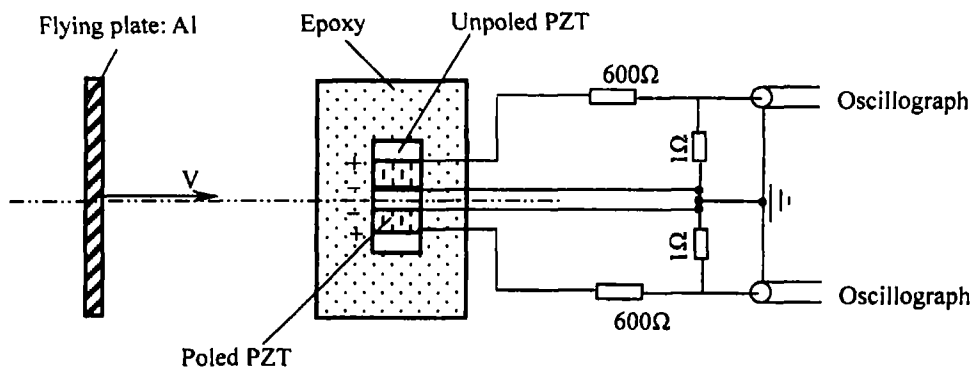 Flying plate: Al
Epoxy
Unpoled PZT
600Ω
Oscillograph
1Ω
V
+
−
−
+
1Ω
Oscillograph
600Ω
Poled PZT